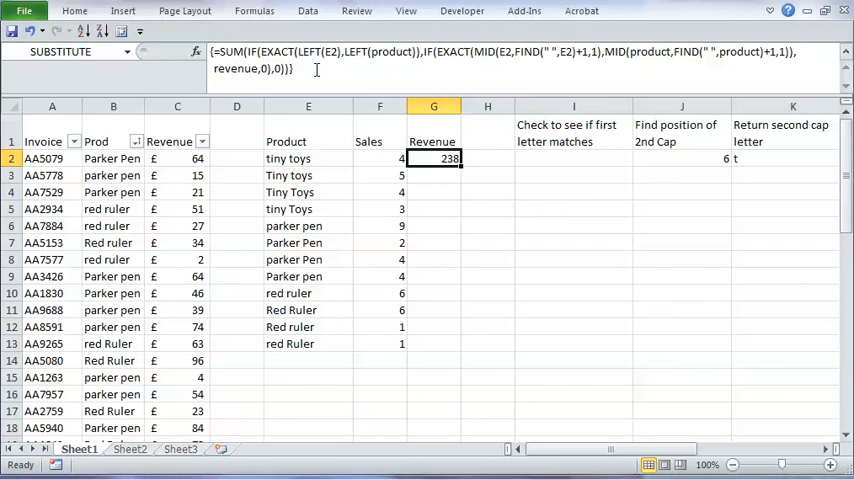 File Home Insert Page Layout Formulas Data Review View Developer Add-Ins Design
SUBSTITUTE fx {=SUM(IF(EXACT(LEFT(E2),LEFT(product)),IF(EXACT(MID(E2,FIND(" ",E2)+1,1),MID(product,FIND(" ",product)+1,1)),
revenue,0),0))}
A B C D E F G H I J K
Check to see if first Find position of Return second cap
1 Invoice Prod Revenue Product Sales Revenue letter matches 2nd Cap letter
2 AA5079 Parker Pen £ 64 tiny toys 4 238 6 t
3 AA5778 Parker pen £ 15 Tiny toys 5
4 AA7529 Parker pen £ 21 Tiny Toys 4
5 AA2934 red ruler £ 51 tiny Toys 3
6 AA7884 red ruler £ 27 parker pen 9
7 AA5153 Red ruler £ 34 Parker Pen 2
8 AA7577 red ruler £ 2 parker Pen 4
9 AA3426 Parker pen £ 64 Parker pen 4
10 AA1830 Parker pen £ 46 red ruler 6
11 AA9688 Parker pen £ 39 Red Ruler 6
12 AA8591 Parker pen £ 74 Red ruler 1
13 AA9265 red Ruler £ 63 red Ruler 1
14 AA5080 Red Ruler £ 96
15 AA1263 parker pen £ 4
16 AA7957 parker pen £ 54
17 AA2759 Red Ruler £ 23
18 AA5940 Parker pen £ 84
Sheet1 Sheet2 Sheet3
Ready 100%